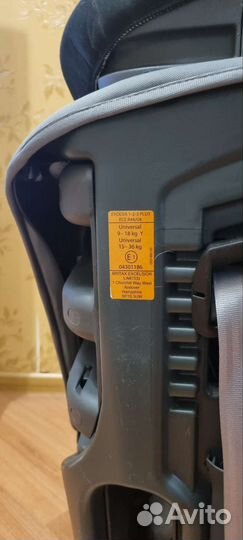 EVOLVA 1-2-3 PLUS
ECE R44/04
Universal
9 - 18 kg Y
Universal
15 - 36 kg
E1
04301186
BRITAX EXCELSIOR
LIMITED
1 Churchill Way West
Andover
Hampshire
SP10 3UW
Avito